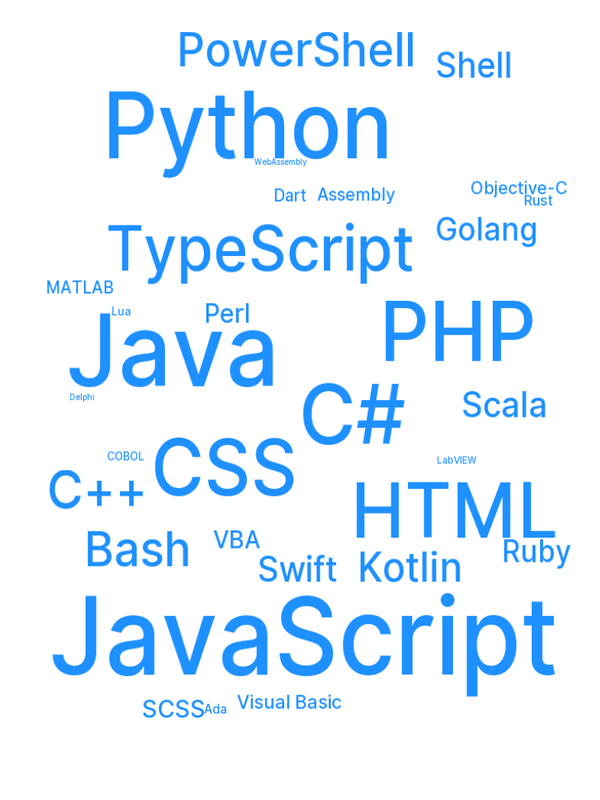 PowerShell
Shell
Python
WebAssembly
Objective-C
Dart
Assembly
Rust
TypeScript
Golang
MATLAB
Lua
Perl
Java
PHP
C#
Delphi
Scala
CSS
COBOL
LabVIEW
C++
HTML
Bash
VBA
Ruby
Swift
Kotlin
JavaScript
SCSS
Ada
Visual Basic